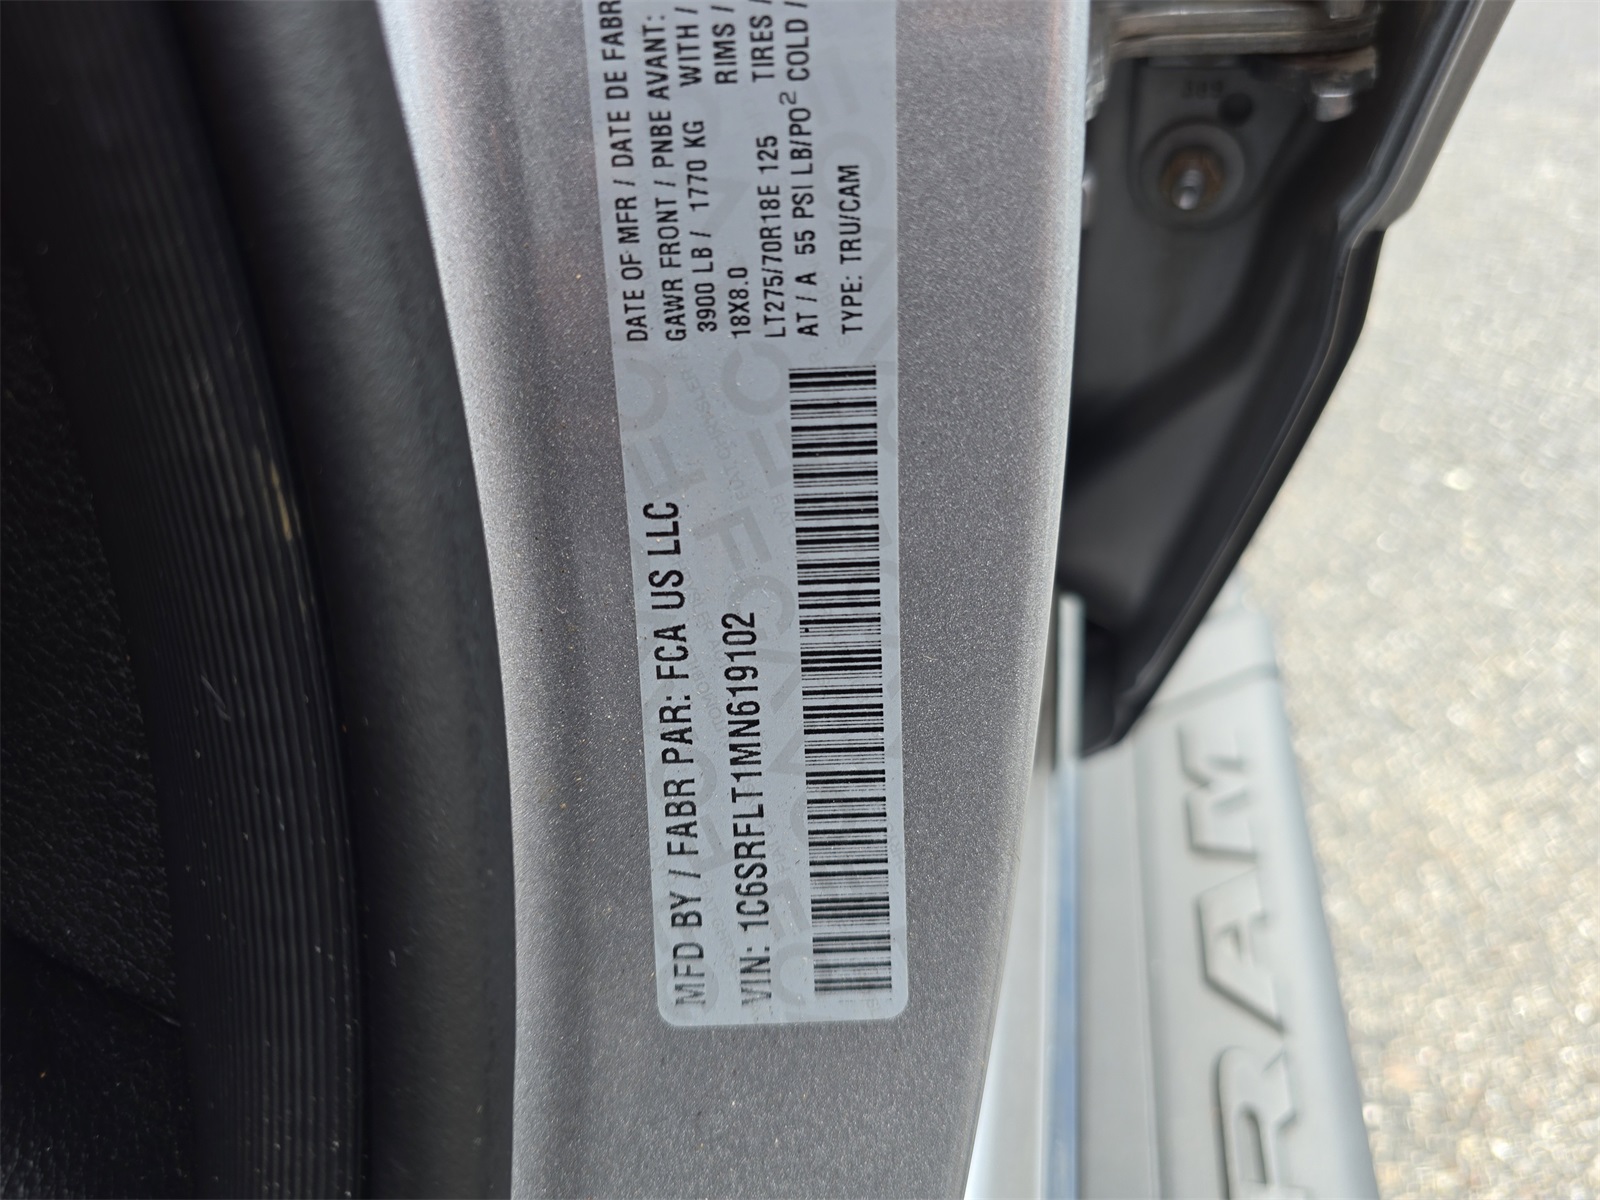 MFD BY / FABR PAR: FCA US LLC
VIN: 1C6SRFLT1MN619102
DATE OF MFR / DATE DE FABR
GAWR FRONT / PNBE AVANT:
3900 LB / 1770 KG WITH /
18X8.0 RIMS /
LT275/70R18E 125 TIRES /
AT / A 55 PSI LB/PO² COLD /
TYPE: TRU/CAM
RAM